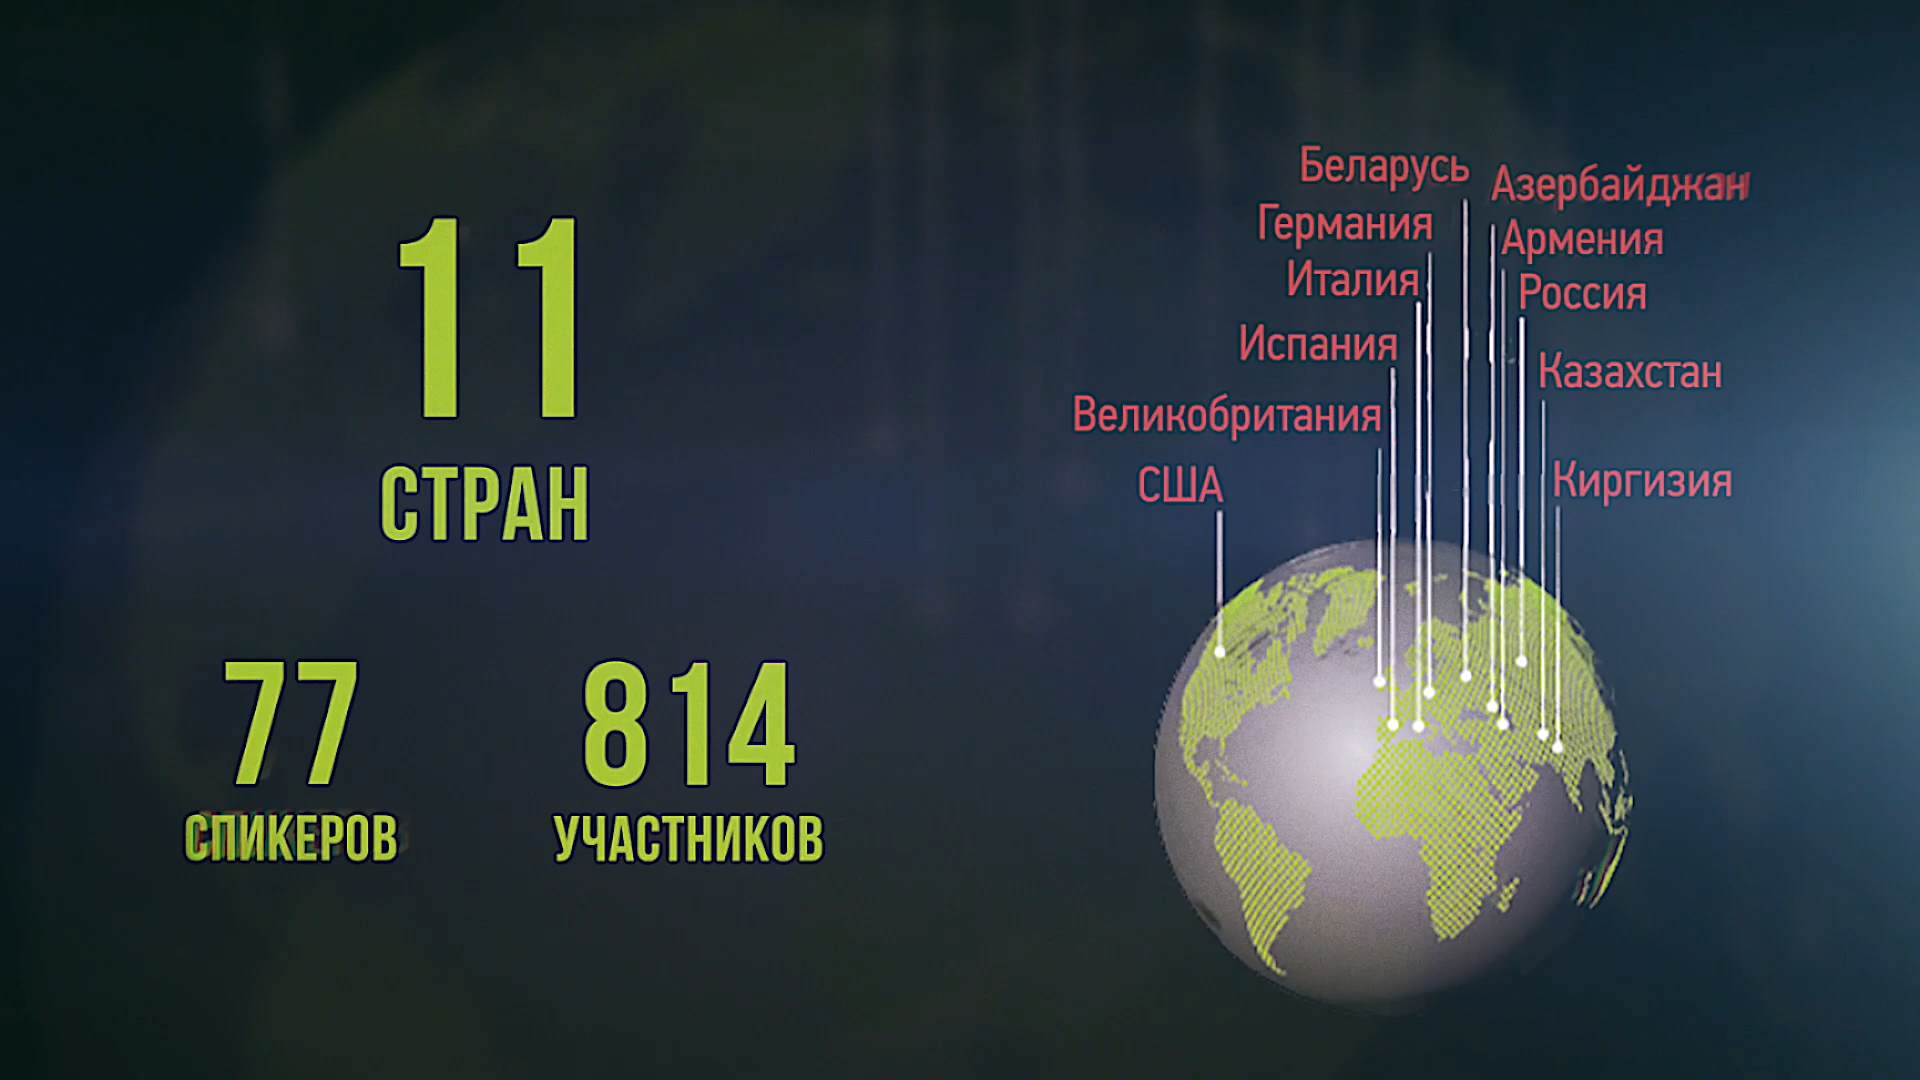 11
СТРАН
77
СПИКЕРОВ
814
УЧАСТНИКОВ
Беларусь
Азербайджан
Германия
Армения
Италия
Россия
Испания
Казахстан
Великобритания
США
Киргизия